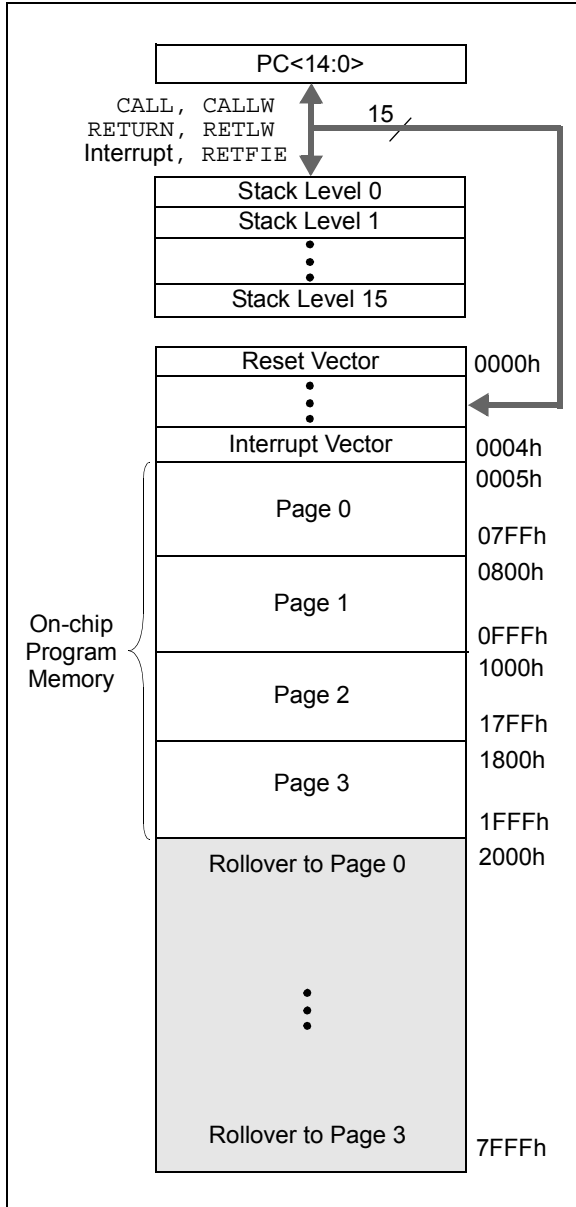 PC<14:0>
CALL, CALLW
RETURN, RETLW
Interrupt, RETFIE
15
Stack Level 0
Stack Level 1
Stack Level 15
Reset Vector
0000h
Interrupt Vector
0004h
0005h
Page 0
07FFh
0800h
Page 1
0FFFh
On-chip
Program
Memory
1000h
Page 2
17FFh
1800h
Page 3
1FFFh
Rollover to Page 0
2000h
Rollover to Page 3
7FFFh